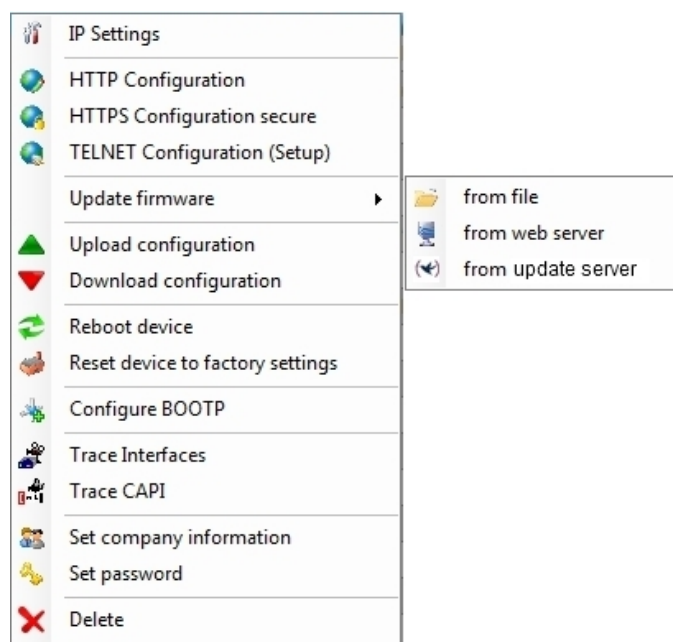 IP Settings
HTTP Configuration
HTTPS Configuration secure
TELNET Configuration (Setup)
Update firmware
from file
from web server
from update server
Upload configuration
Download configuration
Reboot device
Reset device to factory settings
Configure BOOTP
Trace Interfaces
Trace CAPI
Set company information
Set password
Delete